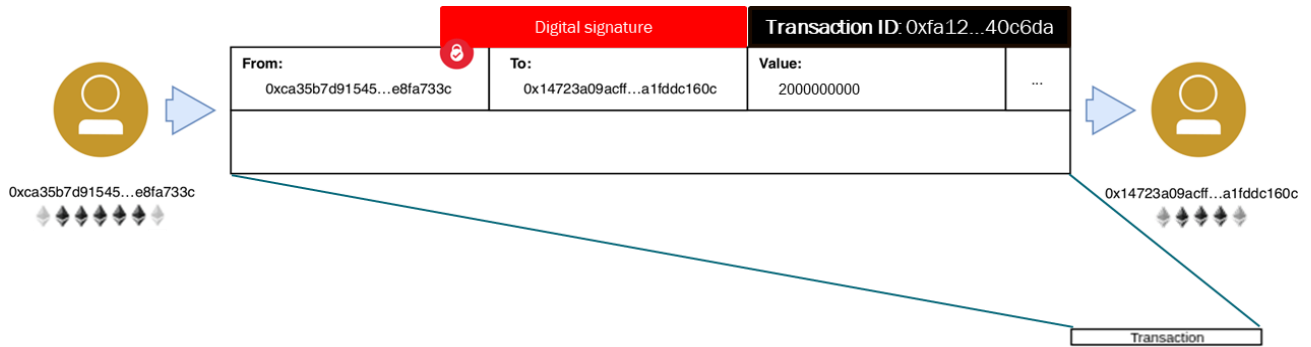 Digital signature
Transaction ID: 0xfa12...40c6da
From:
To:
Value:
0xca35b7d91545...e8fa733c
0x14723a09acff...a1fddc160c
2000000000
...
0xca35b7d91545...e8fa733c
0x14723a09acff...a1fddc160c
Transaction